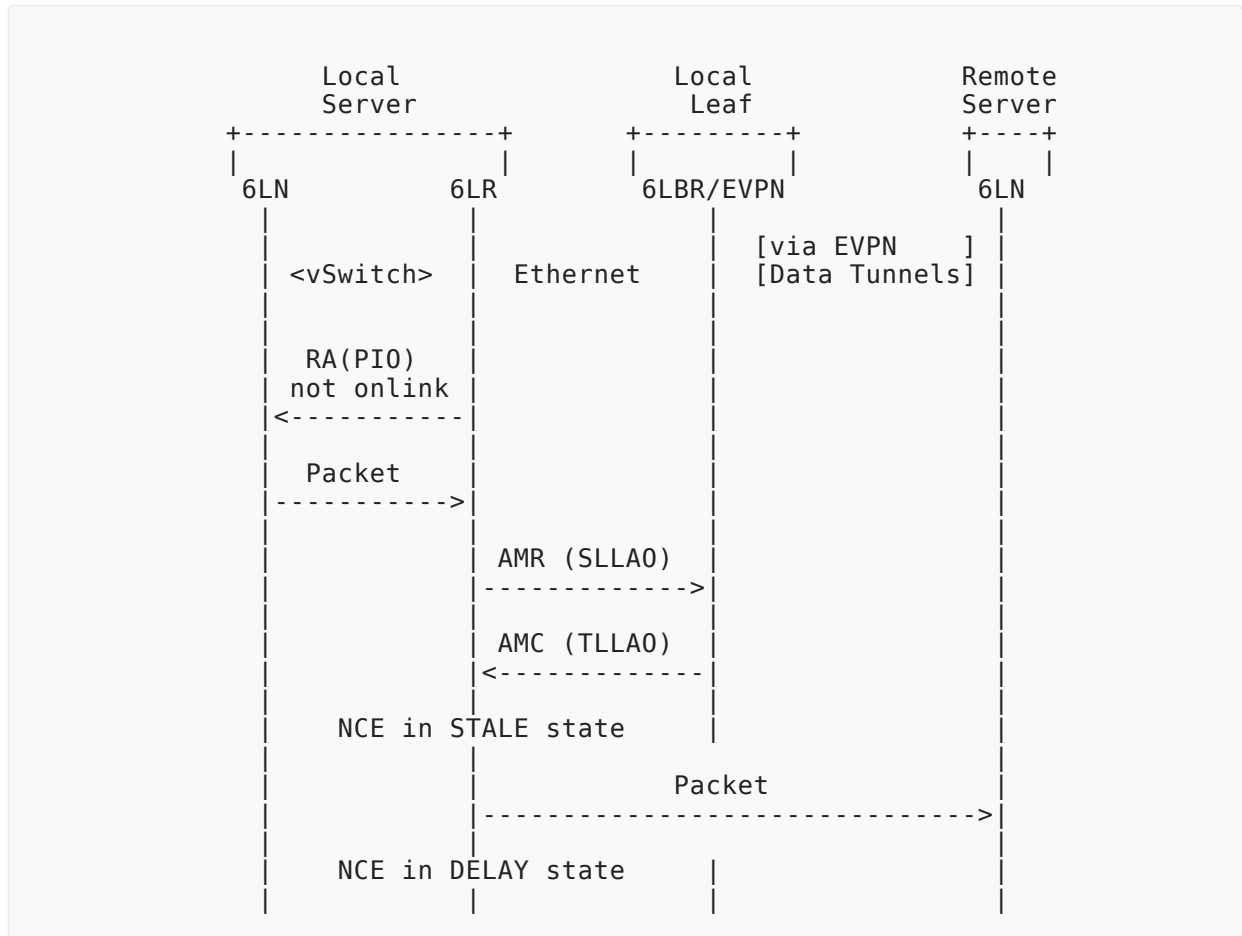 Local Local Remote
Server Leaf Server
6LN 6LR 6LBR/EVPN 6LN
[via EVPN ]
<vSwitch> Ethernet [Data Tunnels]
RA(PIO)
not onlink
Packet
AMR (SLLAO)
AMC (TLLAO)
NCE in STALE state
Packet
NCE in DELAY state